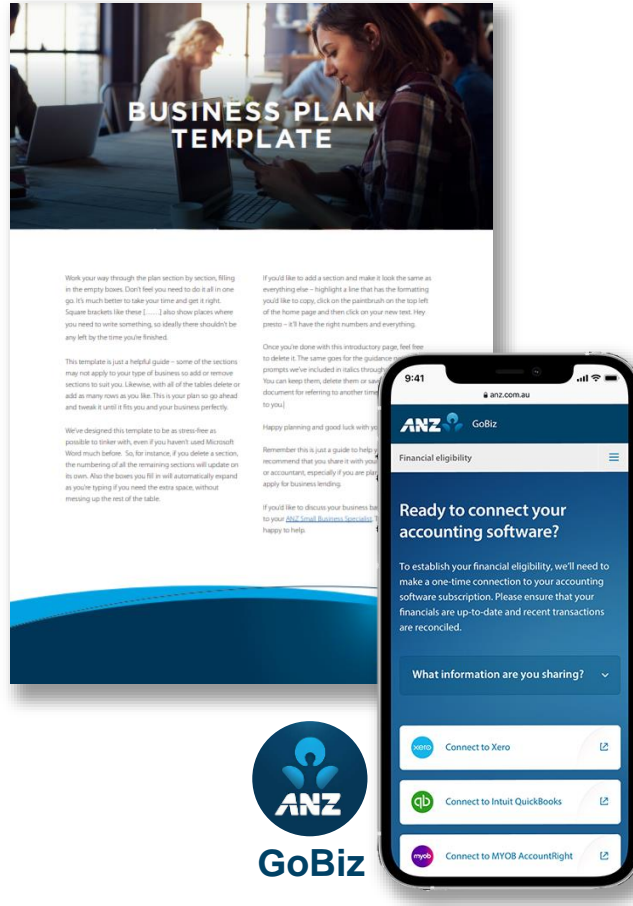 BUSINESS PLAN
TEMPLATE
Work your way through the plan section by section, filling
in the empty boxes. Don't feel you need to do it all in one
go. It's much better to take your time and get it right.
Square brackets like these [……] also show places where
you need to write something, so ideally there shouldn't be
any left by the time you're finished.
This template is just a helpful guide – some of the sections
may not apply to your type of business so add or remove
sections to suit you. Likewise, with all of the tables delete or
add as many rows as you like. This is your plan so go ahead
and tweak it until it fits you and your business perfectly.
We've designed this template to be as stress-free as
possible to tinker with, even if you haven't used Microsoft
Word much before. So, for instance, if you delete a section,
the numbering of all the remaining sections will update on
its own. Also the boxes you fill in will automatically expand
as you're typing if you need the extra space, without
messing up the rest of the table.
If you'd like to add a section and make it look the same as
everything else – highlight a line that has the formatting
you'd like to copy, click on the paintbrush on the top left
of the home page and then click on your new text. Hey
presto – it'll have the right numbers and everything.
Once you're done with this introductory page, feel free
to delete it. The same goes for the guidance
prompts we've included in italics
You can keep them, delete them or
document for referring to another
to you.]
Happy planning and good luck with
Remember this is just a guide to help
recommend that you share it with
or accountant, especially if you are
apply for business lending.
If you'd like to discuss your business
to your ANZ Small Business Specialist.
happy to help.
9:41
anz.com.au
ANZ GoBiz
Financial eligibility
Ready to connect your
accounting software?
To establish your financial eligibility, we'll need to
make a one-time connection to your accounting
software subscription. Please ensure that your
financials are up-to-date and recent transactions
are reconciled.
What information are you sharing?
xero Connect to Xero
qb Connect to Intuit QuickBooks
myob Connect to MYOB AccountRight
ANZ
GoBiz